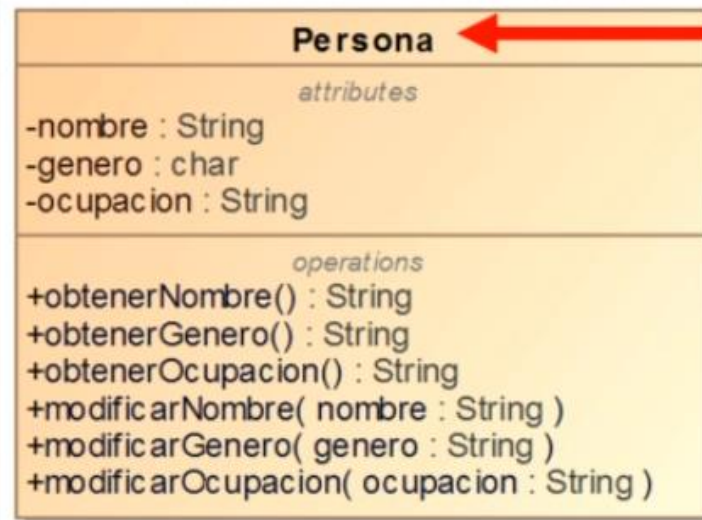 Persona
attributes
-nombre : String
-genero : char
-ocupacion : String
operations
+obtenerNombre() : String
+obtenerGenero() : String
+obtenerOcupacion() : String
+modificarNombre( nombre : String )
+modificarGenero( genero : String )
+modificarOcupacion( ocupacion : String )